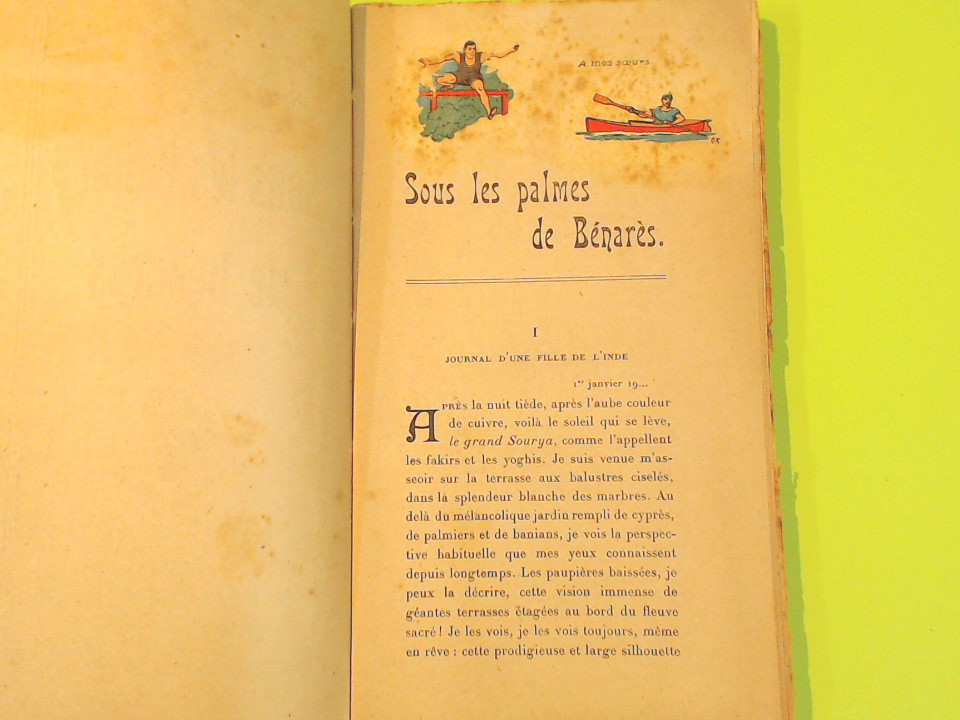 A mes sœurs
Sous les palmes
de Bénarès.
I
JOURNAL D'UNE FILLE DE L'INDE
1er janvier 19...
APRÈS la nuit tiède, après l'aube couleur
de cuivre, voilà le soleil qui se lève,
le grand Sourya, comme l'appellent
les fakirs et les yoghis. Je suis venue m'as-
seoir sur la terrasse aux balustres ciselés,
dans la splendeur blanche des marbres. Au
delà du mélancolique jardin rempli de cyprès,
de palmiers et de banians, je vois la perspec-
tive habituelle que mes yeux connaissent
depuis longtemps. Les paupières baissées, je
peux la décrire, cette vision immense de
géantes terrasses étagées au bord du fleuve
sacré! Je les vois, je les vois toujours, même
en rêve : cette prodigieuse et large silhouette